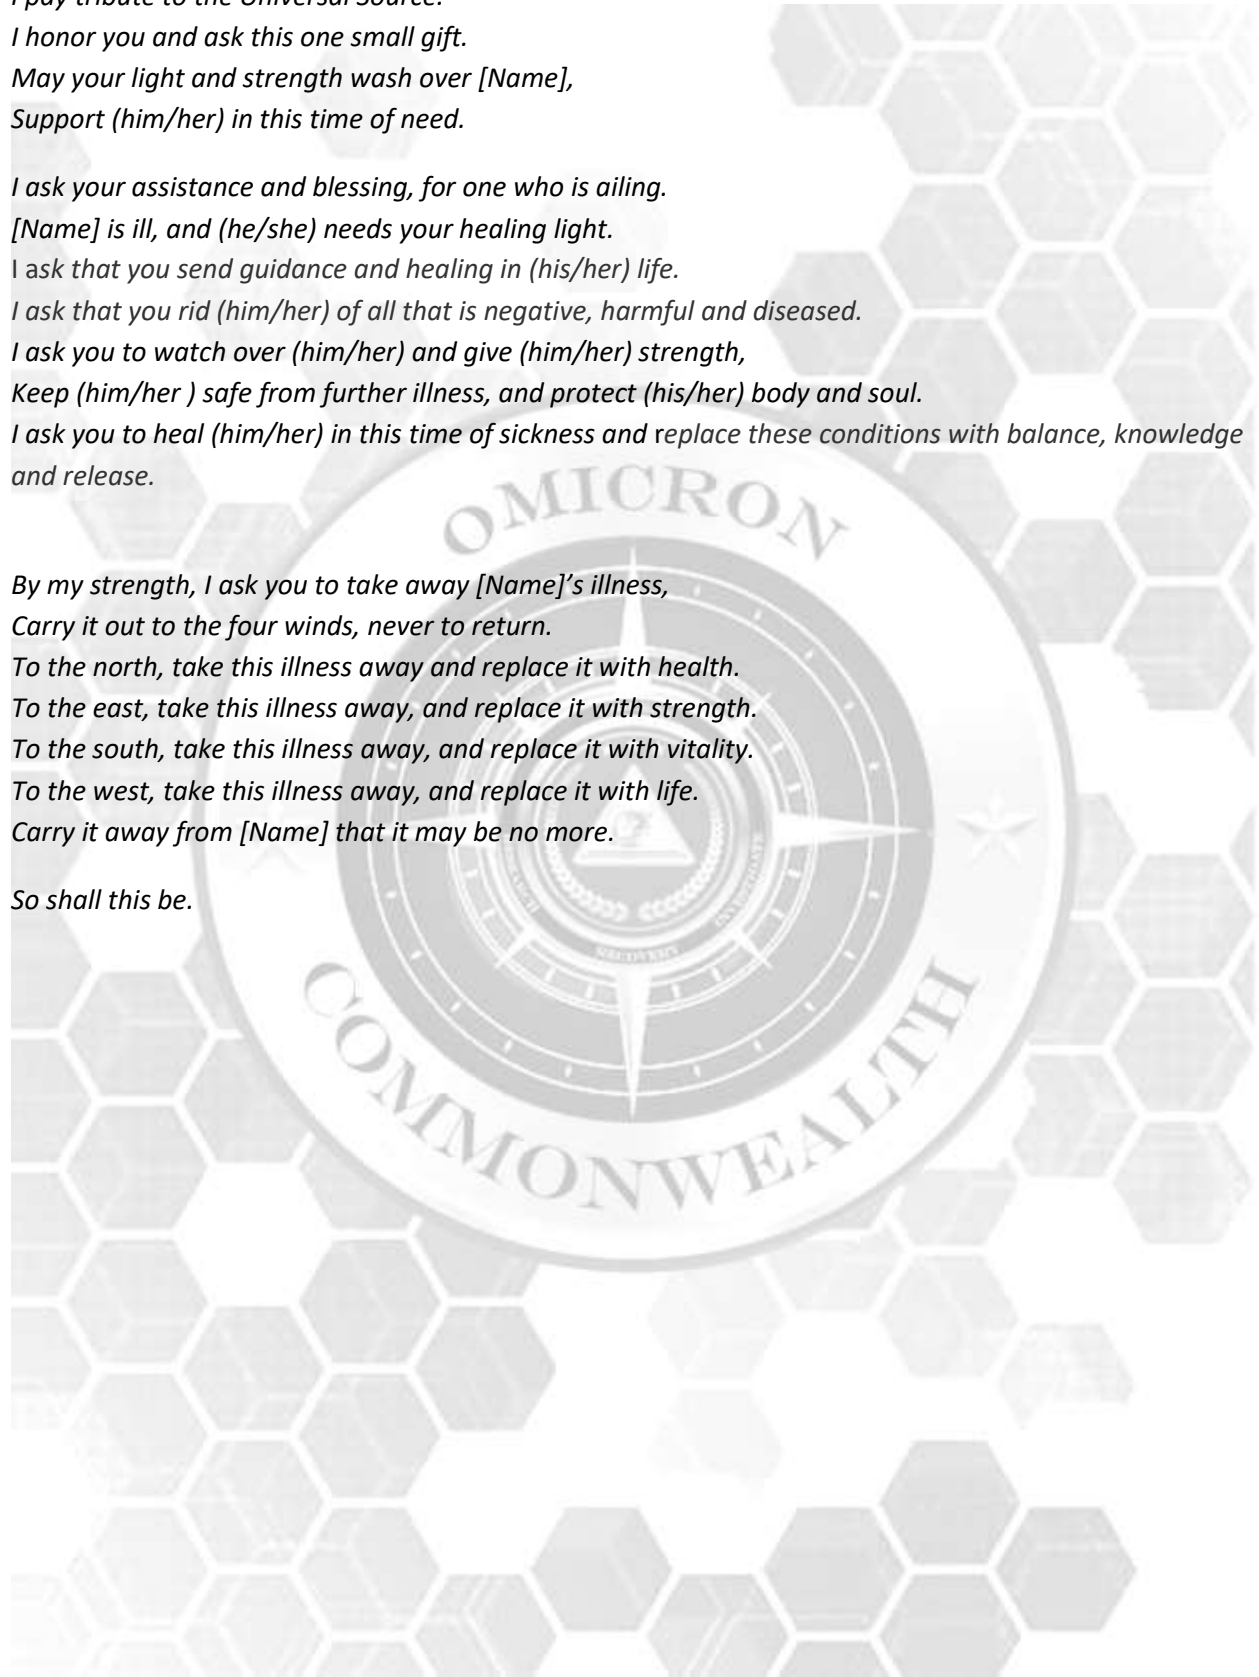 I pay tribute to the Universal Source.
I honor you and ask this one small gift.
May your light and strength wash over [Name],
Support (him/her) in this time of need.
I ask your assistance and blessing, for one who is ailing.
[Name] is ill, and (he/she) needs your healing light.
I ask that you send guidance and healing in (his/her) life.
I ask that you rid (him/her) of all that is negative, harmful and diseased.
I ask you to watch over (him/her) and give (him/her) strength,
Keep (him/her ) safe from further illness, and protect (his/her) body and soul.
I ask you to heal (him/her) in this time of sickness and replace these conditions with balance, knowledge
and release.
OMICRON
By my strength, I ask you to take away [Name]’s illness,
Carry it out to the four winds, never to return.
To the north, take this illness away and replace it with health.
To the east, take this illness away, and replace it with strength.
To the south, take this illness away, and replace it with vitality.
To the west, take this illness away, and replace it with life.
Carry it away from [Name] that it may be no more.
So shall this be.
RECOVERY
COMMONWEALTH